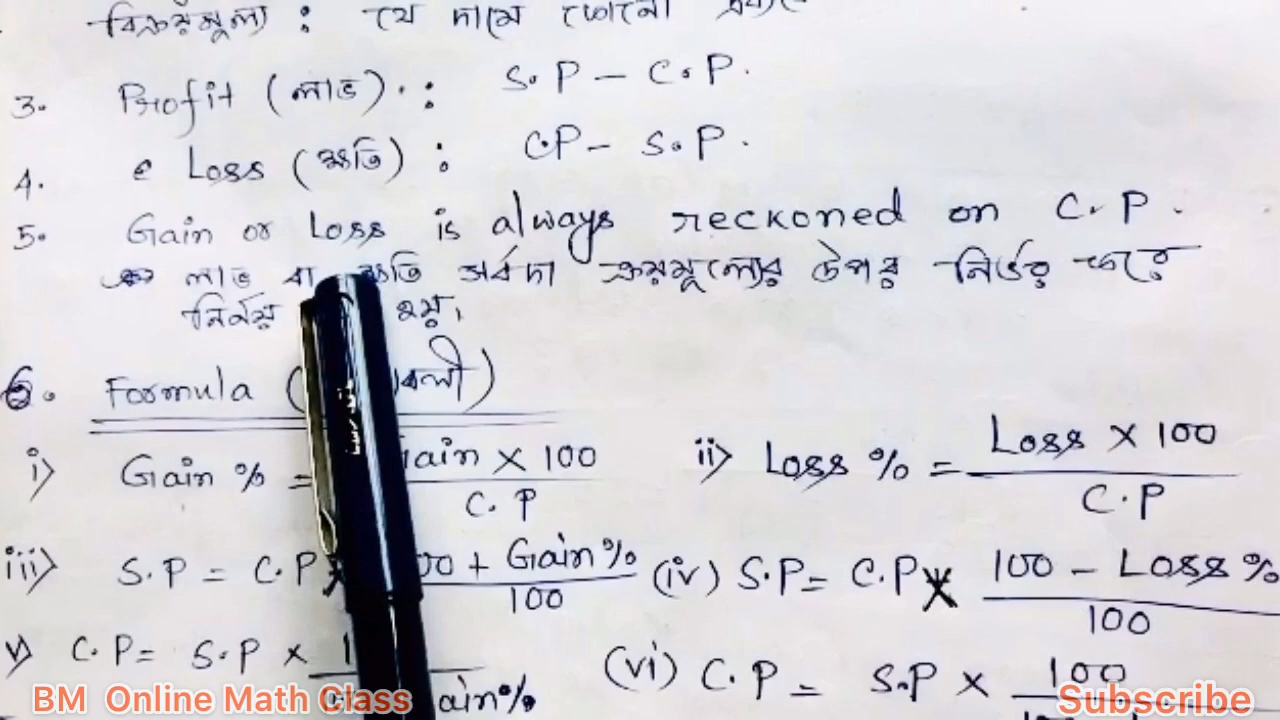 বিক্রয়মূল্য : যে দামে কোনো
3. Profit (লাভ) . : S.P – C.P.
4. e Loss (ক্ষতি) : C.P – S.P.
5. Gain or Loss is always reckoned on C.P.
লাভ বা ক্ষতি সর্বদা ক্রয়মূল্যের উপর নির্ভর করে
নির্ণয় হয়।
6. Formula (
i) Gain % = Gain × 100 / C.P ii) Loss % = Loss × 100 / C.P
iii) S.P = C.P × 100 + Gain % / 100 (iv) S.P = C.P × 100 – Loss % / 100
v) C.P = S.P × (vi) C.P = S.P × 100
BM Online Math Class Subscribe